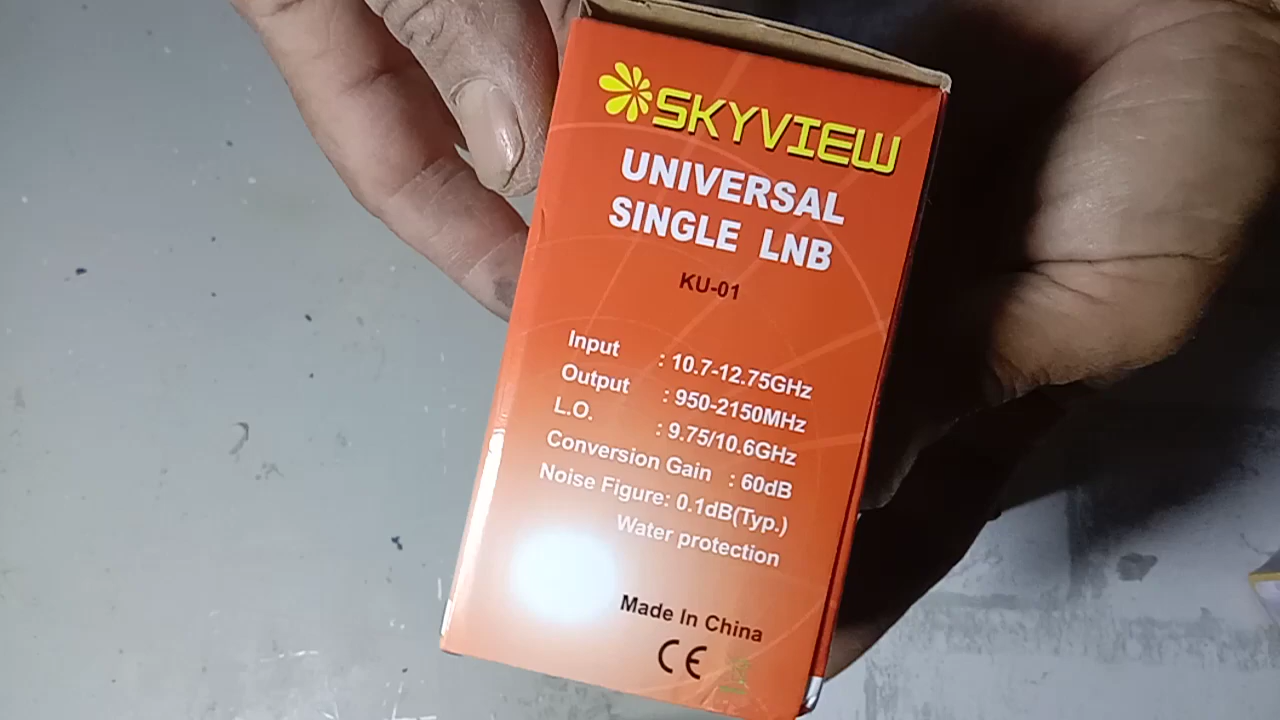 SKYVIEW
UNIVERSAL
SINGLE LNB
KU-01
Input : 10.7-12.75GHz
Output : 950-2150MHz
L.O. : 9.75/10.6GHz
Conversion Gain : 60dB
Noise Figure: 0.1dB(Typ.)
Water protection
Made In China
CE